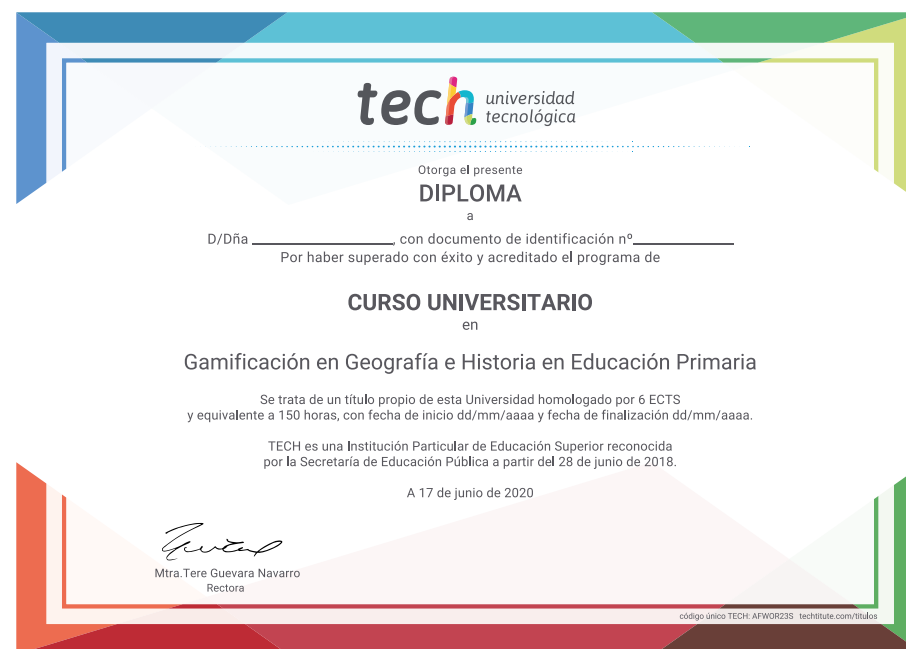 tech universidad
tecnológica
Otorga el presente
DIPLOMA
a
D/Dña ____________________, con documento de identificación nº______________
Por haber superado con éxito y acreditado el programa de
CURSO UNIVERSITARIO
en
Gamificación en Geografía e Historia en Educación Primaria
Se trata de un título propio de esta Universidad homologado por 6 ECTS
y equivalente a 150 horas, con fecha de inicio dd/mm/aaaa y fecha de finalización dd/mm/aaaa.
TECH es una Institución Particular de Educación Superior reconocida
por la Secretaría de Educación Pública a partir del 28 de junio de 2018.
A 17 de junio de 2020
Mtra.Tere Guevara Navarro
Rectora
código único TECH: AFWOR23S techtitute.com/titulos